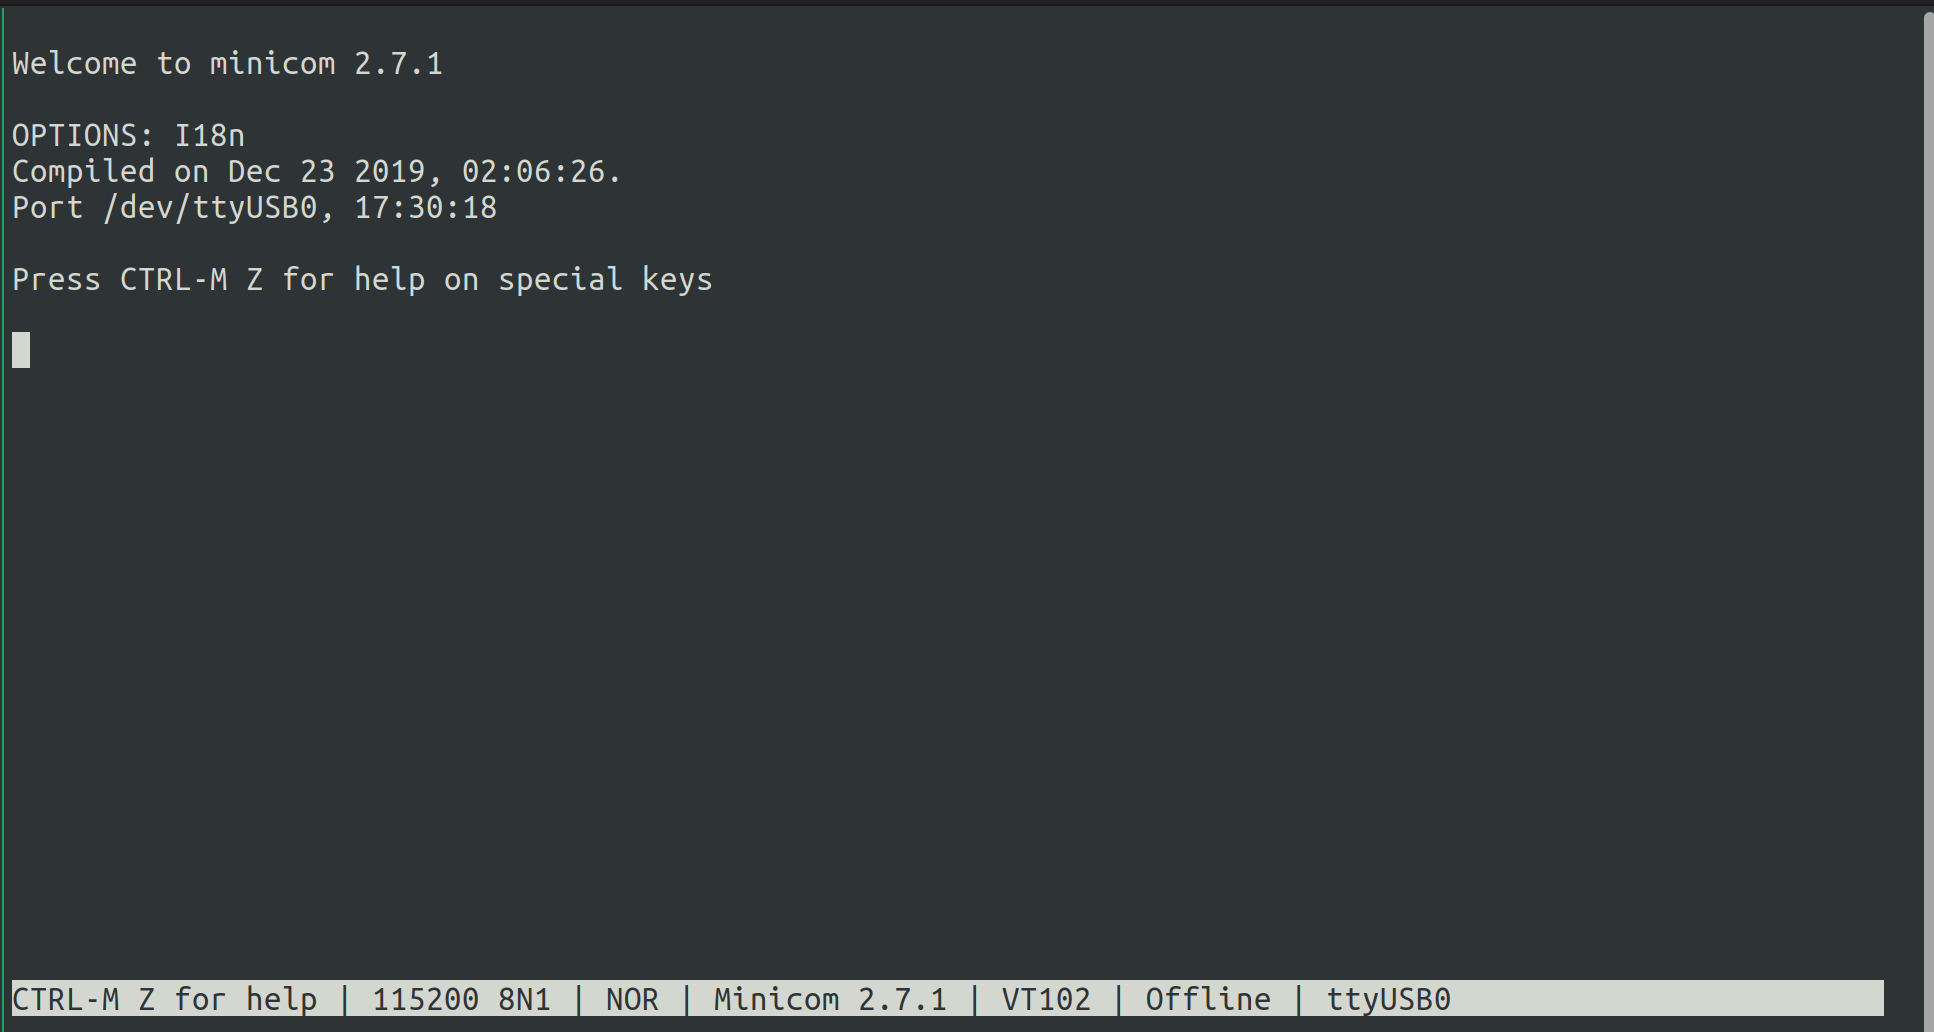 Welcome to minicom 2.7.1
OPTIONS: I18n
Compiled on Dec 23 2019, 02:06:26.
Port /dev/ttyUSB0, 17:30:18
Press CTRL-M Z for help on special keys
CTRL-M Z for help | 115200 8N1 | NOR | Minicom 2.7.1 | VT102 | Offline | ttyUSB0